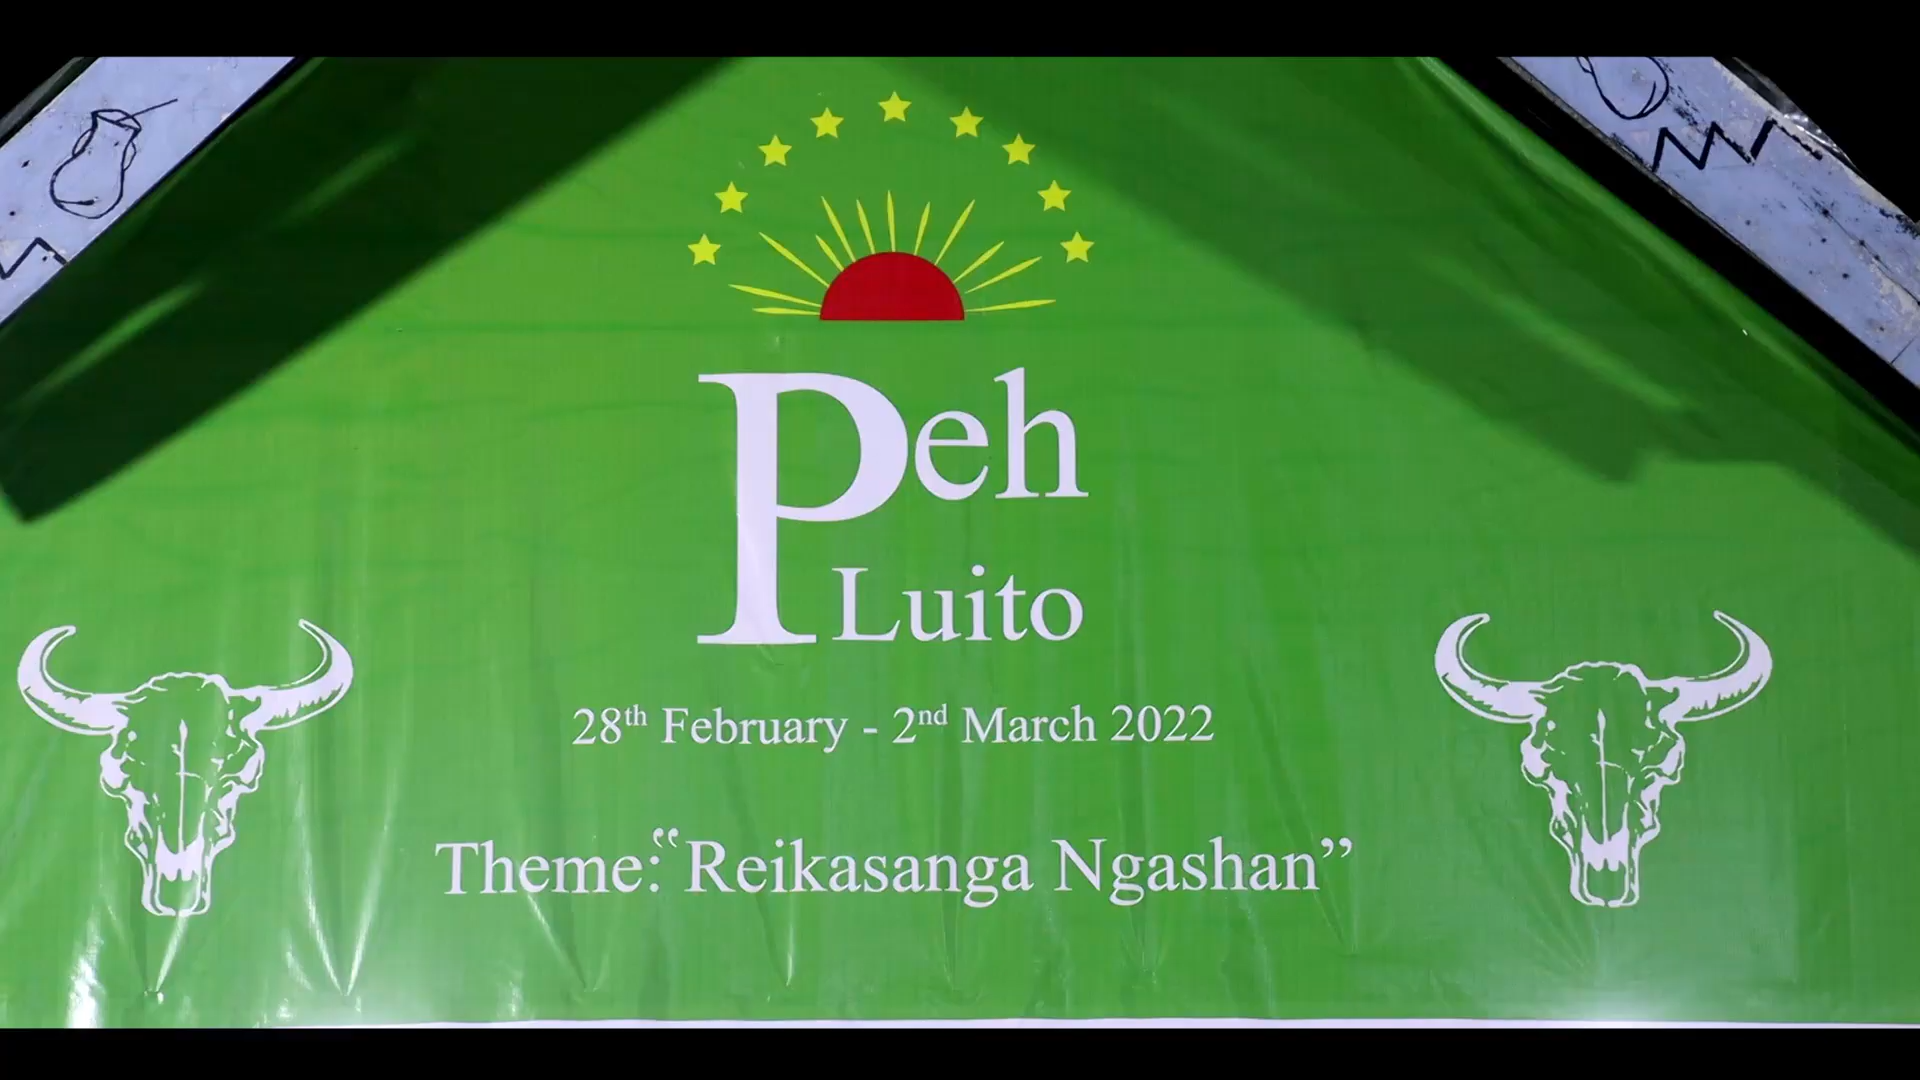 Peh
Luito
28th February - 2nd March 2022
Theme:“Reikasanga Ngashan”